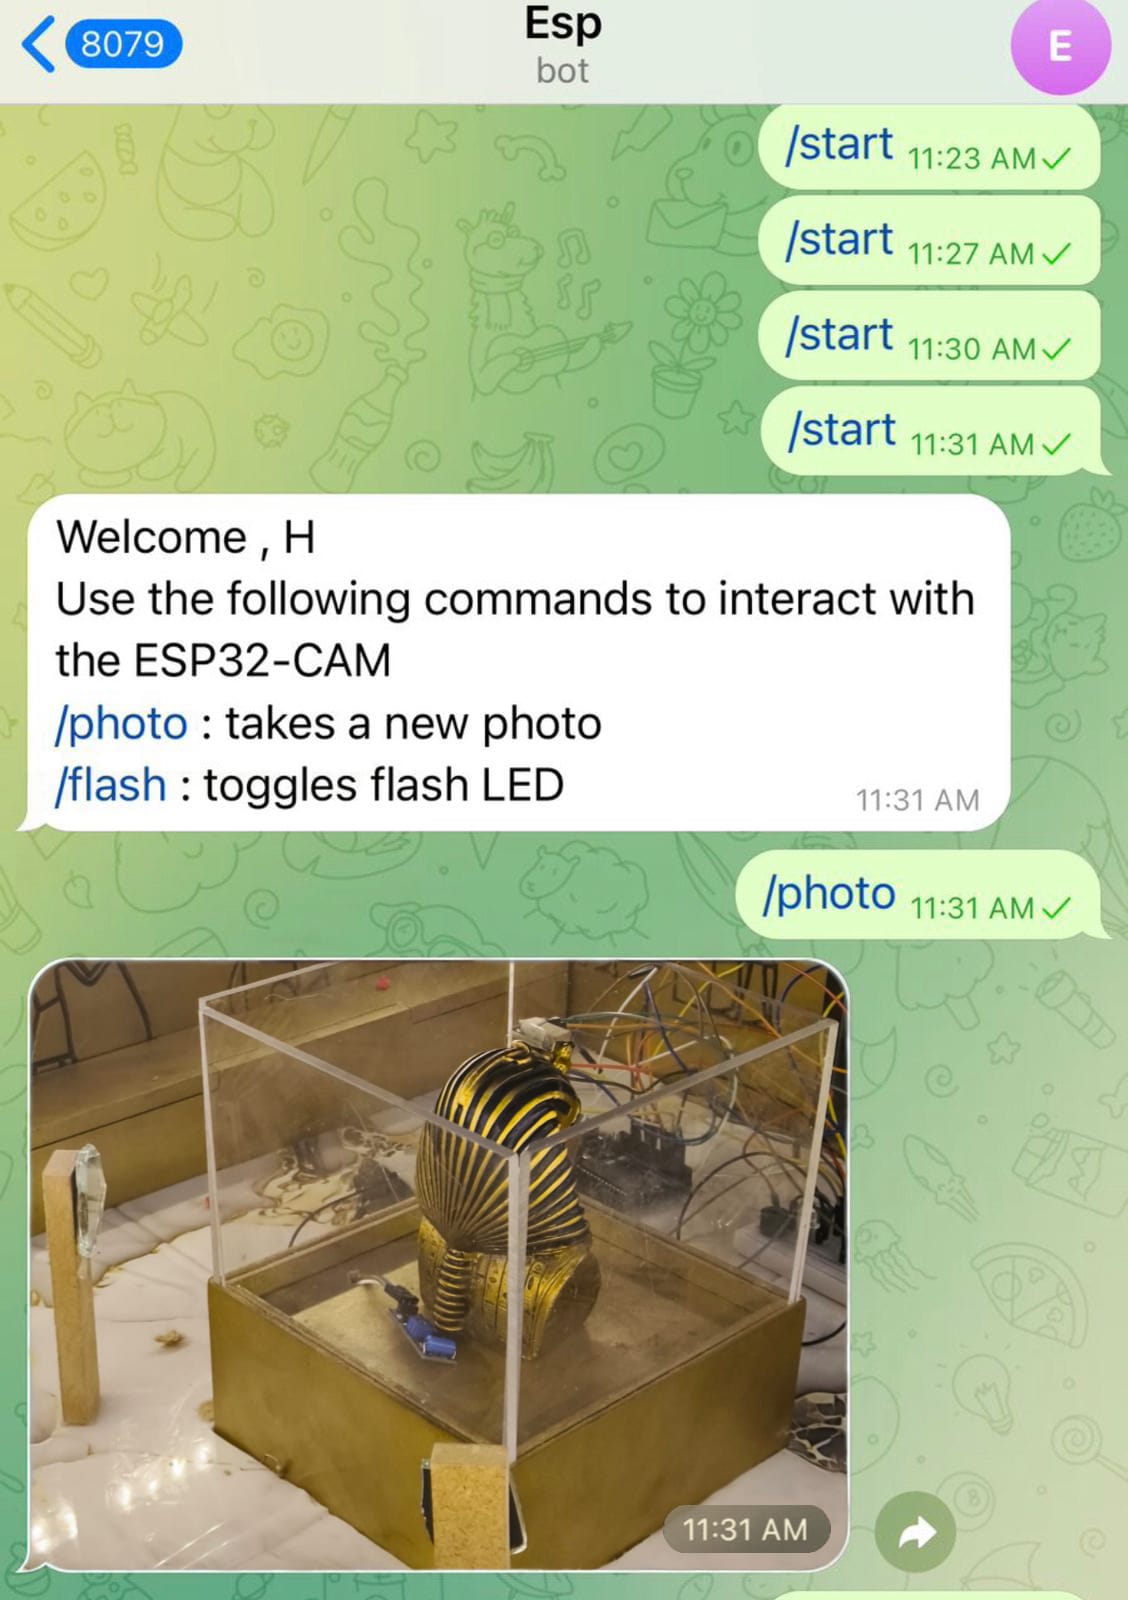 8079
Esp
bot
E
/start 11:23 AM
/start 11:27 AM
/start 11:30 AM
/start 11:31 AM
Welcome , H
Use the following commands to interact with
the ESP32-CAM
/photo : takes a new photo
/flash : toggles flash LED
11:31 AM
/photo 11:31 AM
11:31 AM